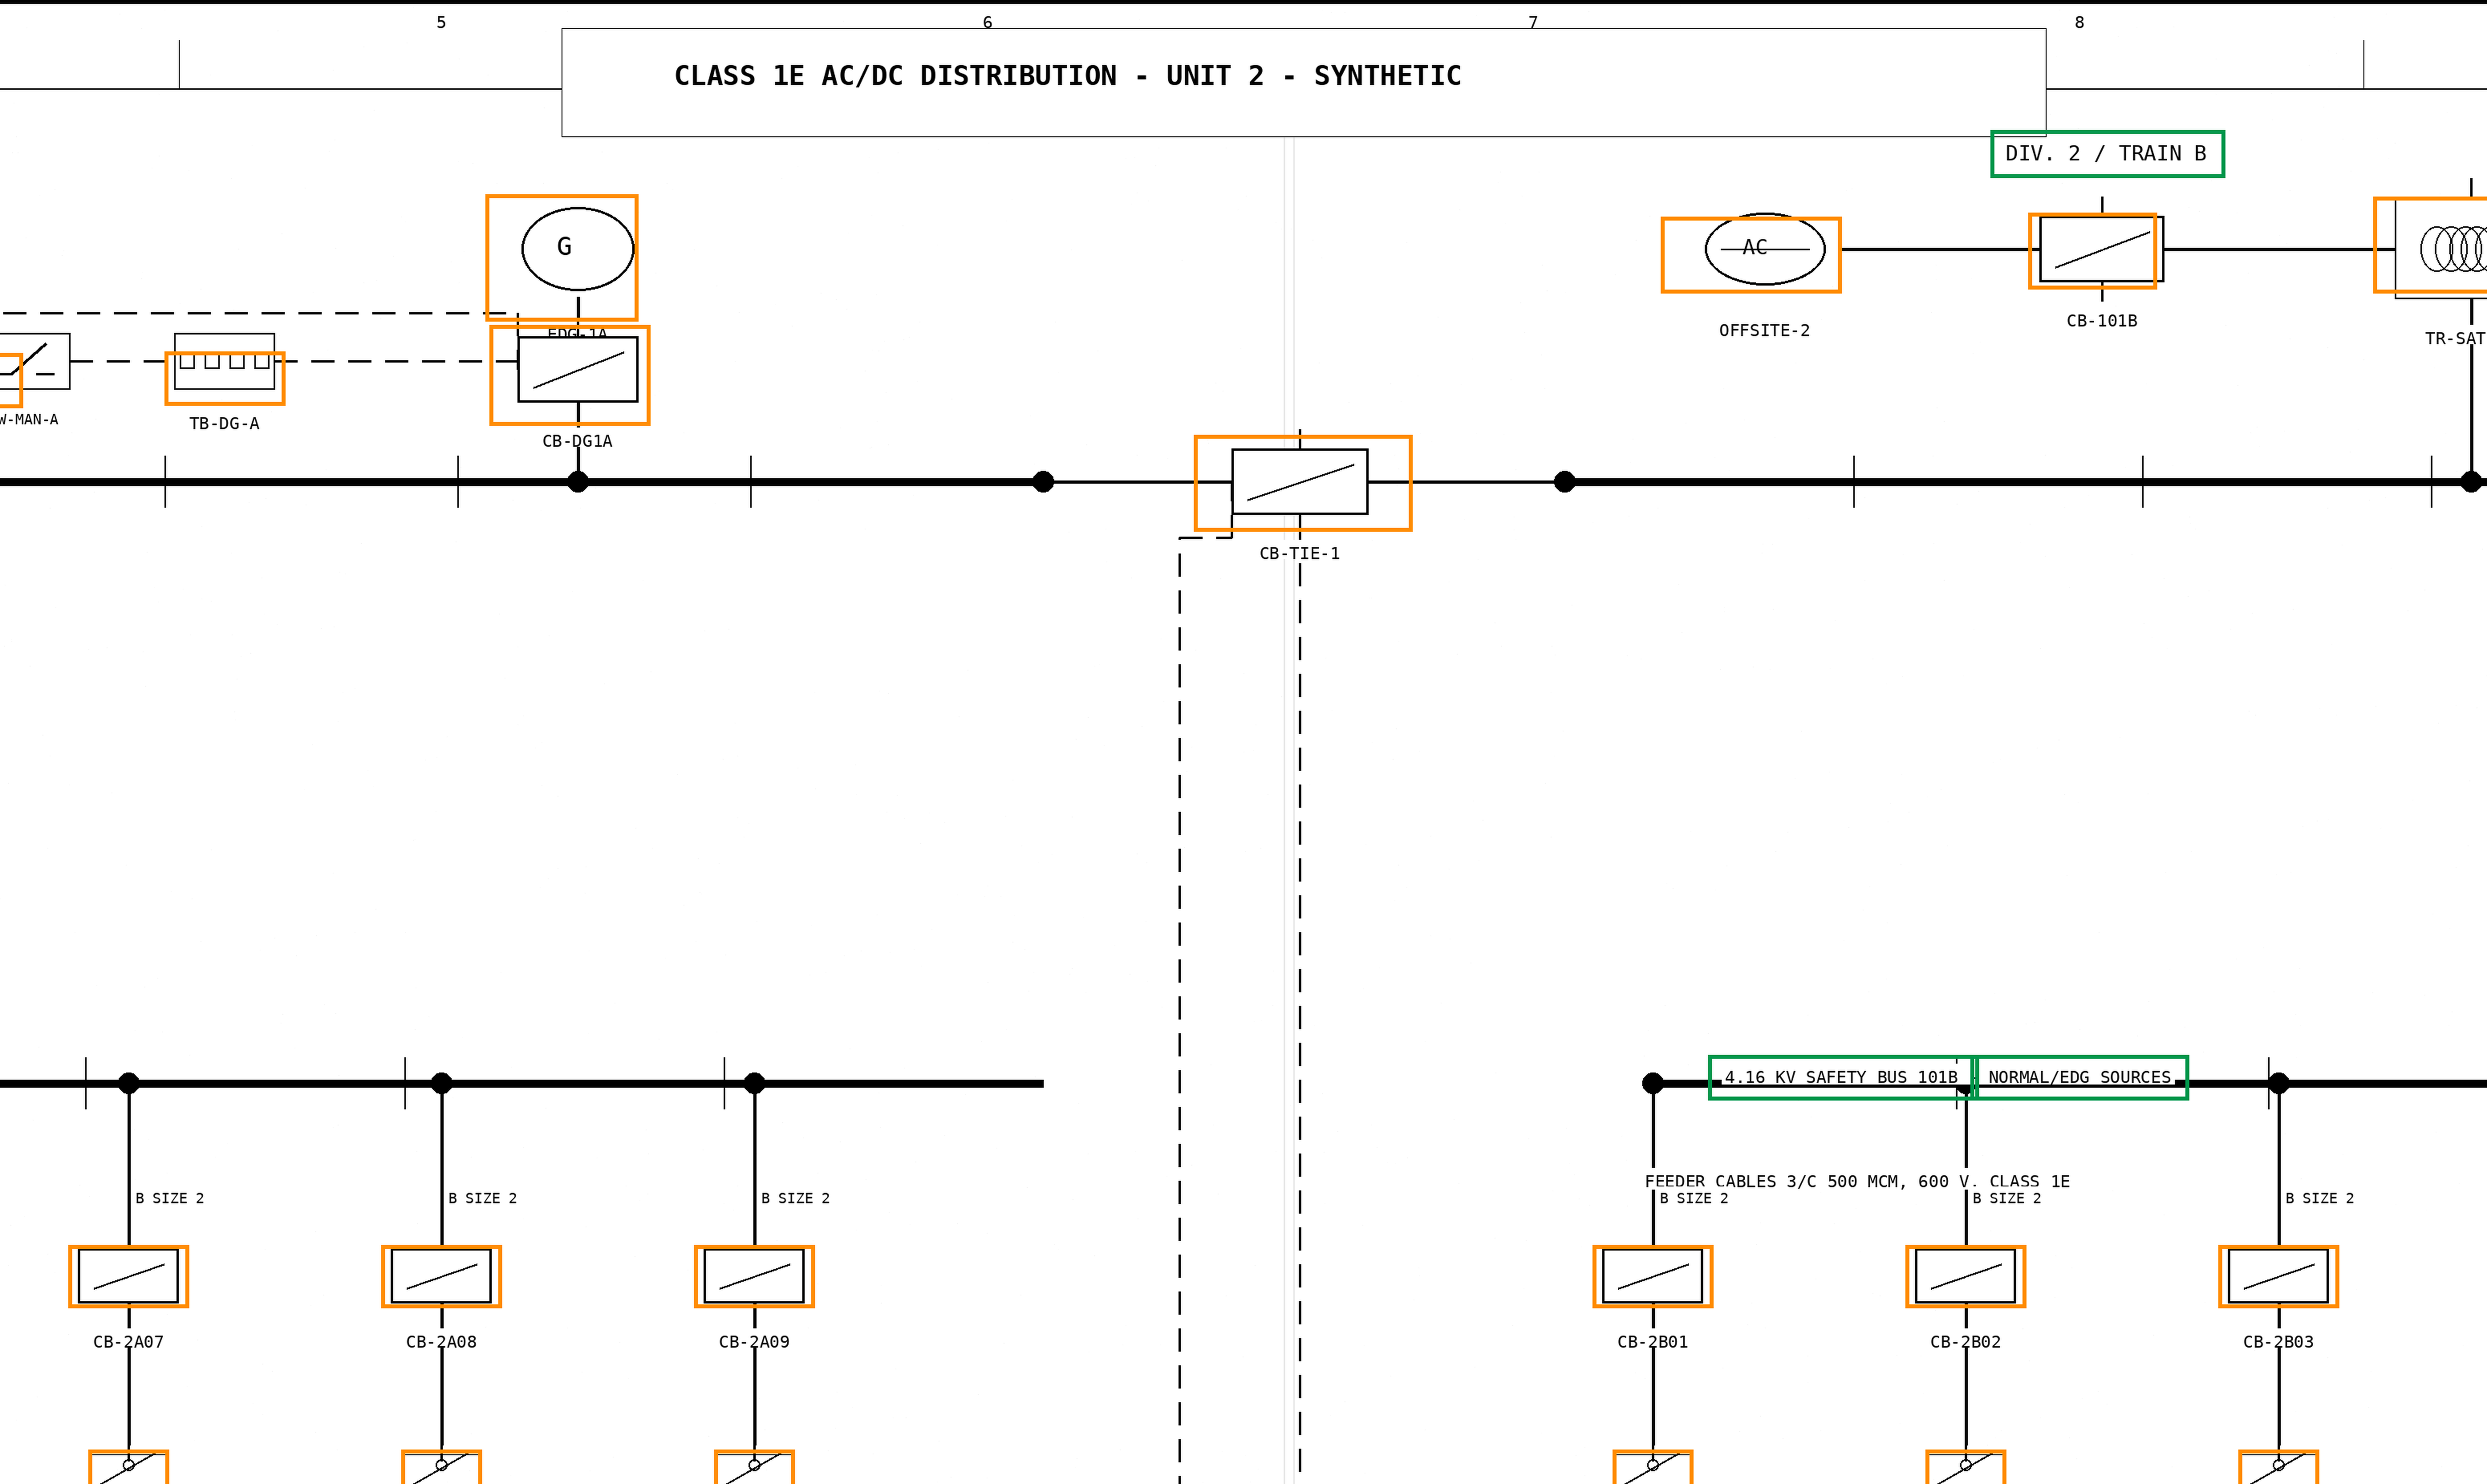 5 6 7 8
CLASS 1E AC/DC DISTRIBUTION - UNIT 2 - SYNTHETIC
DIV. 2 / TRAIN B
G
AC
EDG-1A
OFFSITE-2
CB-101B
TR-SAT
W-MAN-A
TB-DG-A
CB-DG1A
CB-TIE-1
4.16 KV SAFETY BUS 101B
NORMAL/EDG SOURCES
FEEDER CABLES 3/C 500 MCM, 600 V. CLASS 1E
B SIZE 2
B SIZE 2
B SIZE 2
B SIZE 2
B SIZE 2
B SIZE 2
CB-2A07
CB-2A08
CB-2A09
CB-2B01
CB-2B02
CB-2B03